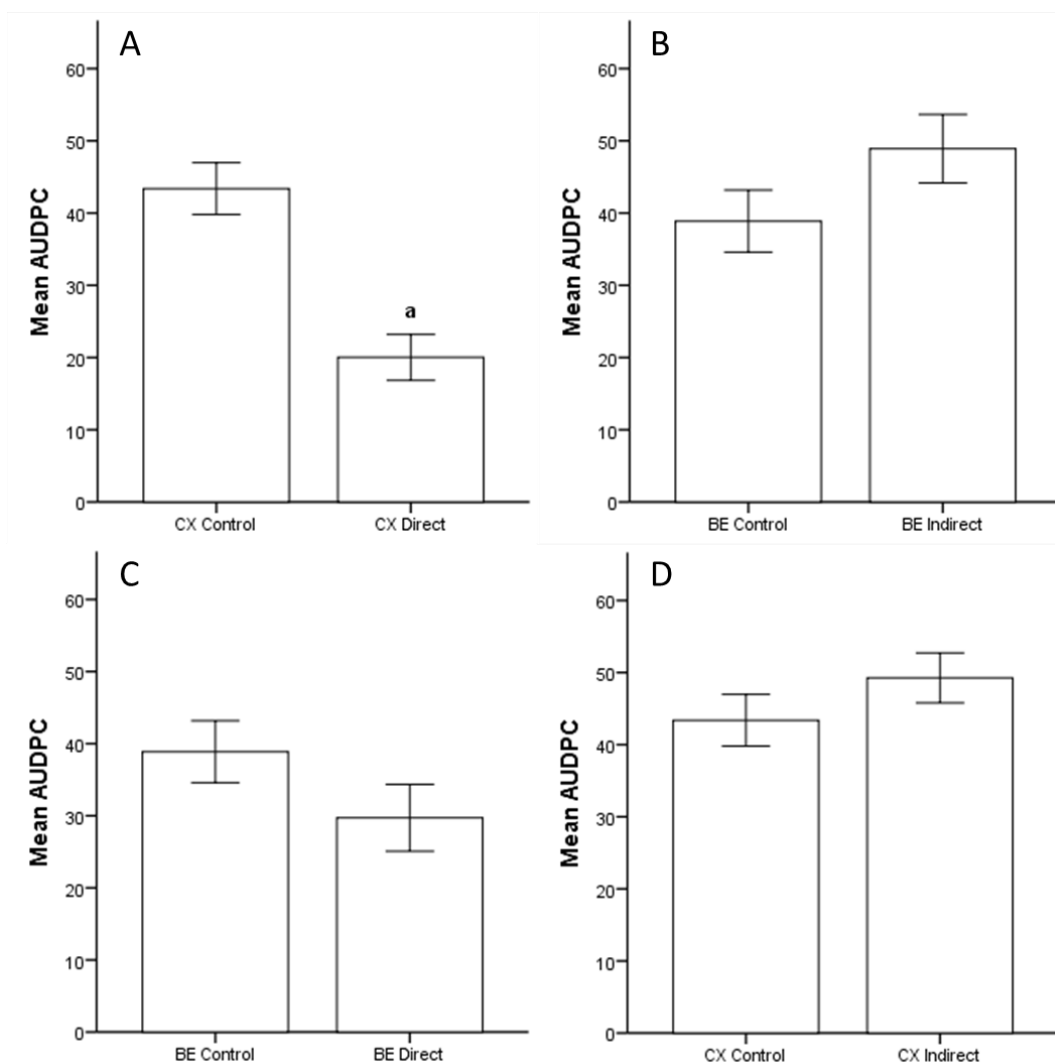 A
Mean AUDPC
60
50
40
30
20
10
0
a
CX Control CX Direct
B
Mean AUDPC
60
50
40
30
20
10
0
BE Control BE Indirect
C
Mean AUDPC
60
50
40
30
20
10
0
BE Control BE Direct
D
Mean AUDPC
60
50
40
30
20
10
0
CX Control CX Indirect